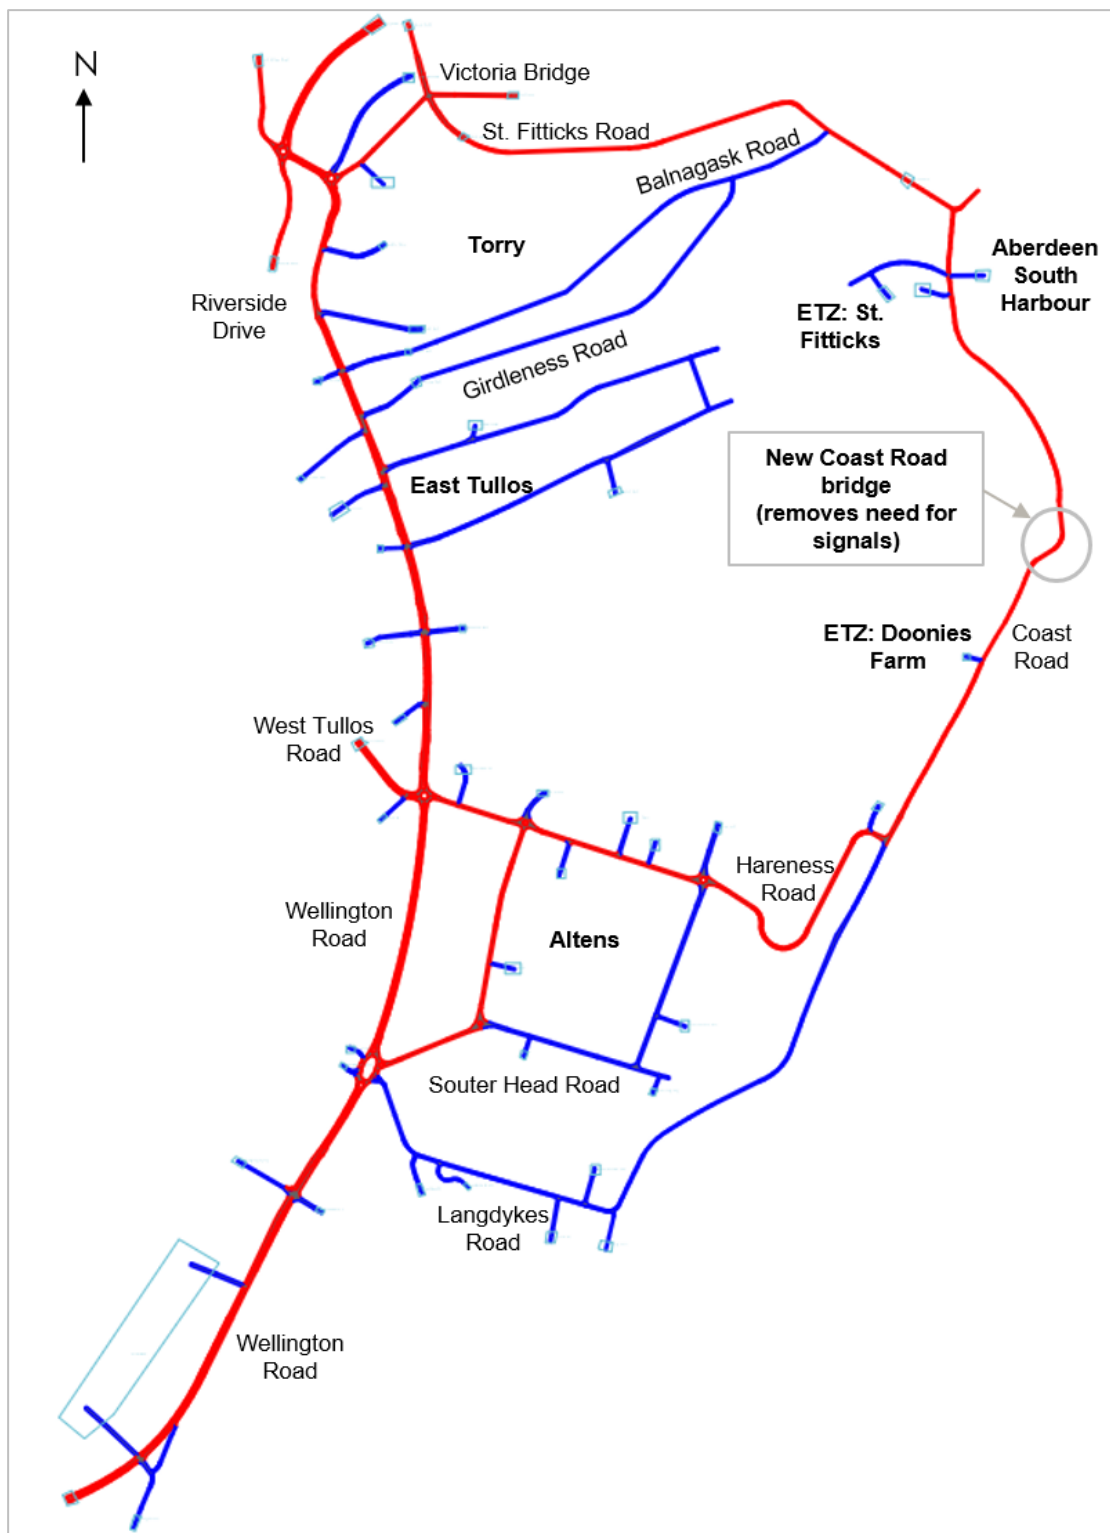 N
Victoria Bridge
St. Fitticks Road
Balnagask Road
Torry
Aberdeen
South
Harbour
Riverside
Drive
ETZ: St.
Fitticks
Girdleness Road
New Coast Road
bridge
(removes need for
signals)
East Tullos
ETZ: Doonies
Farm
Coast
Road
West Tullos
Road
Hareness
Road
Wellington
Road
Altens
Souter Head Road
Langdykes
Road
Wellington
Road